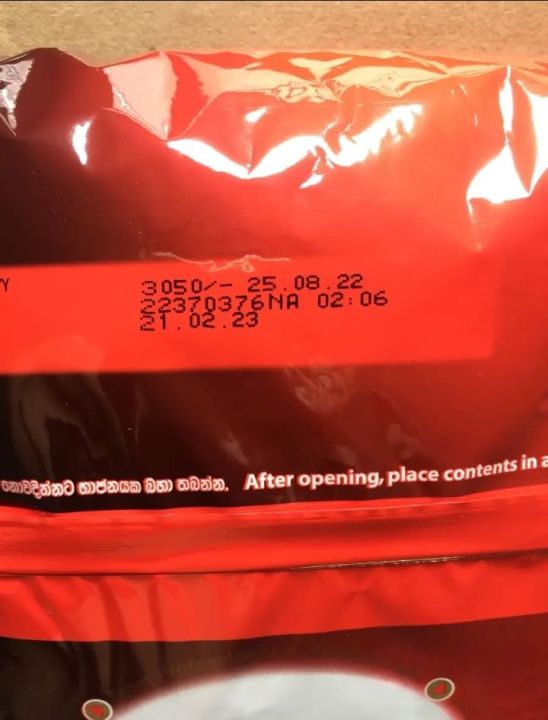 Y
3050/- 25.08.22
22370376NA 02:06
21.02.23
නොවදින්නට භාජනයක බහා තබන්න. After opening, place contents in a